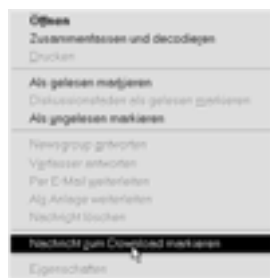 Öffnen
Zusammenfassen und decodieren
Drucken
Als gelesen markieren
Diskussionsfaden als gelesen markieren
Als ungelesen markieren
Newsgroup antworten
Verfasser antworten
Per E-Mail weiterleiten
Als Anlage weiterleiten
Nachricht löschen
Nachricht zum Download markieren
Eigenschaften